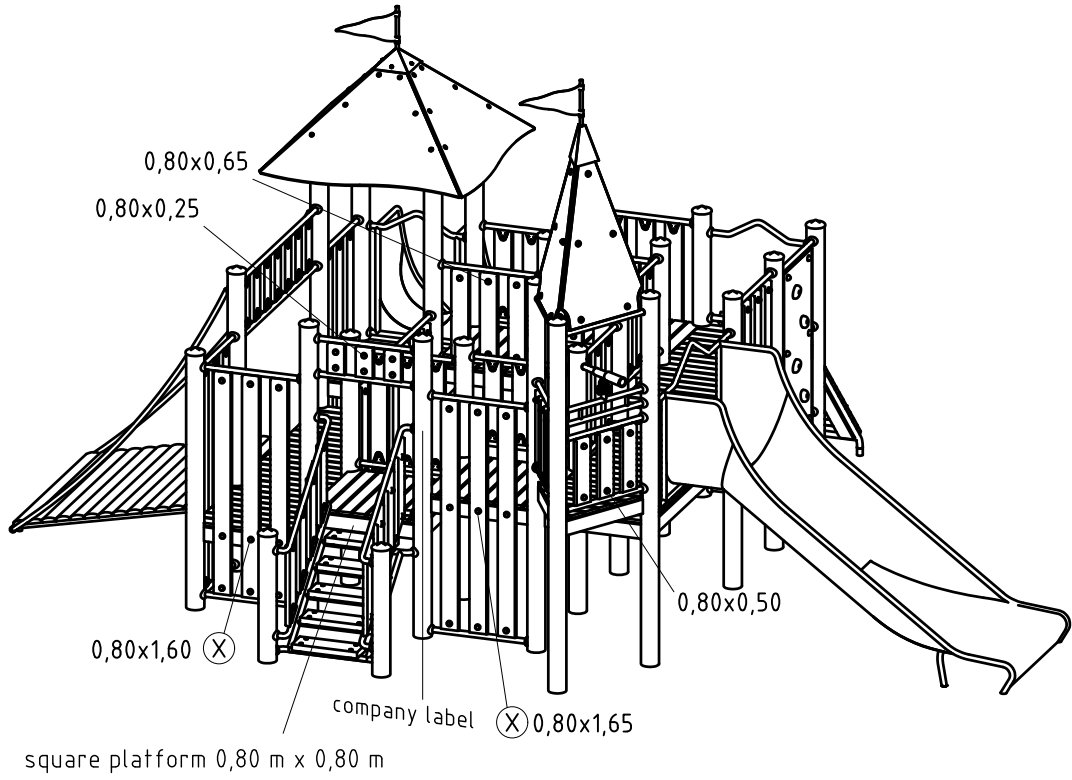 0,80x0,65
0,80x0,25
0,80x0,50
0,80x1,60 X
company label
X 0,80x1,65
square platform 0,80 m x 0,80 m